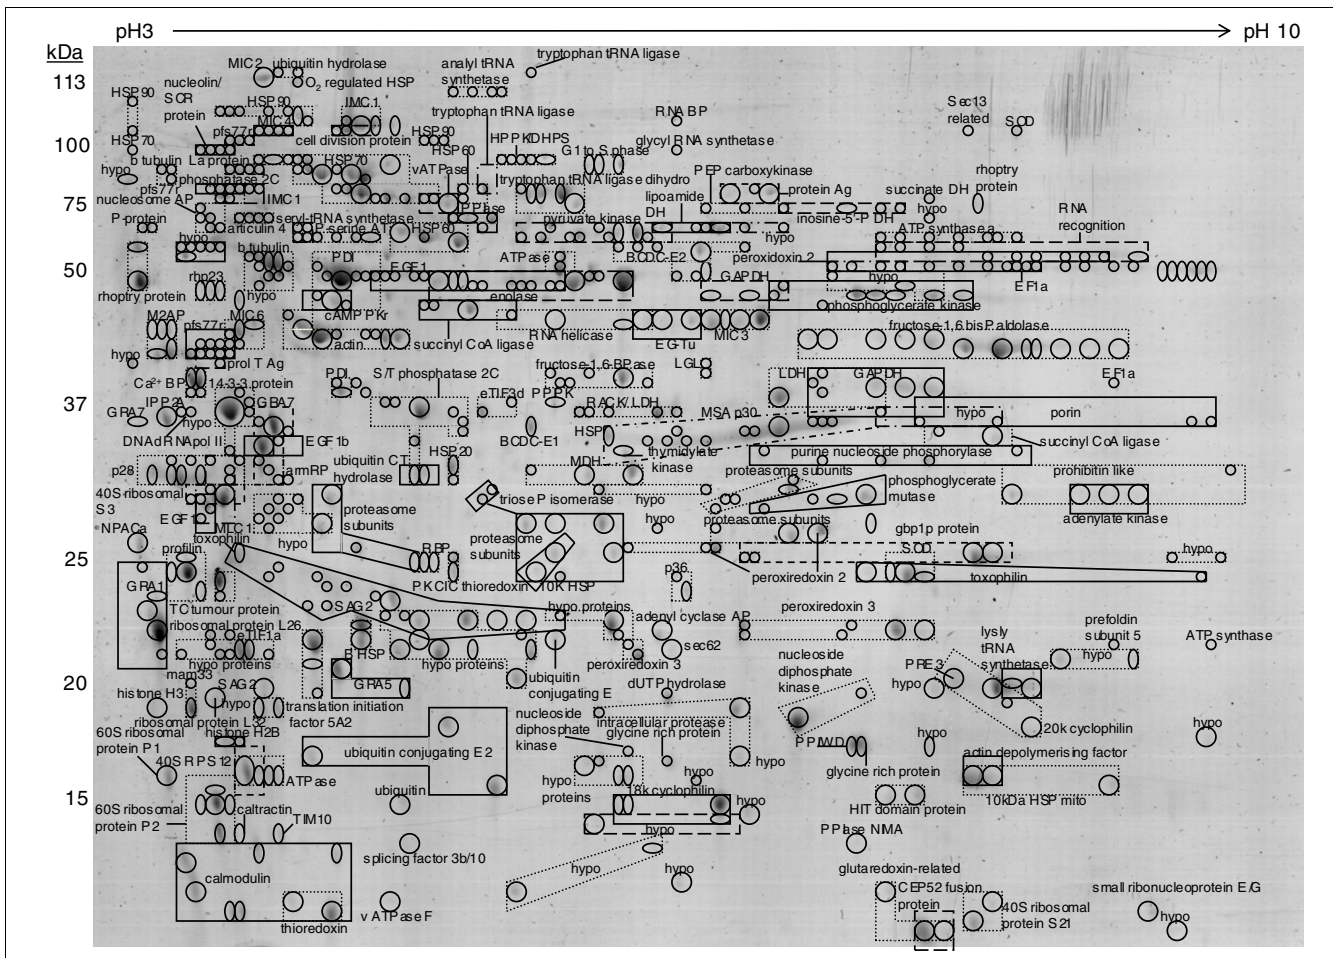 pH3
pH 10
kDa
113
100
75
50
37
25
20
15
MIC2
ubiquitin hydrolase
O₂ regulated HSP
analyl tRNA
synthetase
tryptophan tRNA ligase
nucleolin/
SCR
protein
HSP90
HSP90
IMC1
MIC4
tryptophan tRNA ligase
RNA BP
Sec13
related
SOD
HSP70
pfs77r
cell division protein
HSP90
HSP60
HPPKDHPS
G1 to S phase
glycyl RNA synthetase
b tubulin
La protein
HSP70
vATPase
PEP carboxykinase
rhoptry
protein
hypo
phosphatase 2C
tryptophan tRNA ligase
dihydro
lipoamide
DH
protein Ag
succinate DH
pfs77r
nucleosome AP
IMC1
PPIase
inosine-5'-P DH
RNA
recognition
P-protein
seryl-tRNA synthetase
articulin 4
P serine AT
HSP60
pyruvate kinase
ATP synthase a
hypo
hypo
b tubulin
PDI
EGF1
ATPase
BCDC-E2
peroxidoxin 2
rhp23
GAPDH
hypo
EF1a
rhoptry protein
hypo
enolase
phosphoglycerate kinase
M2AP
MIC6
cAMP PKr
pfs77r
actin
succinyl CoA ligase
RNA helicase
EG-Tu
MIC3
fructose-1,6 bisP aldolase
hypo
pro l T Ag
fructose-1,6-BPase
LGL
Ca²⁺ BP
14-3-3 protein
PDI
S/T phosphatase 2C
LDH
GAPDH
EF1a
IPP2A
GRA7
GRA7
eTIF3d
PPPK
RACK/LDH
MSA p30
hypo
porin
hypo
DNAdRNApol II
EGF1b
BCDC-E1
HSP
succinyl CoA ligase
p28
armRP
ubiquitin CT
hydrolase
HSP20
MDH
thymidylate
kinase
purine nucleoside phosphorylase
proteasome subunits
prohibitin like
40S ribosomal
S3
triose P isomerase
hypo
phosphoglycerate
mutase
adenylate kinase
EGF1
proteasome
subunits
NPACa
MIC1
toxophilin
hypo
RBP
proteasome
subunits
hypo
proteasome subunits
gbp1p protein
profilin
SOD
hypo
GRA1
PKCIC
thioredoxin
10K HSP
p36
peroxiredoxin 2
toxophilin
TC tumour protein
SAG2
hypo proteins
adenyl cyclase AP
peroxiredoxin 3
ribosomal protein L26
eTIF1a
sec62
lysly
tRNA
synthetase
prefoldin
subunit 5
ATP synthase
hypo proteins
B HSP
hypo proteins
peroxiredoxin 3
nucleoside
diphosphate
kinase
hypo
mam33
ubiquitin
conjugating E
dUTP hydrolase
PRE3
hypo
histone H3
SAG2
hypo
GRA5
translation initiation
factor 5A2
nucleoside
diphosphate
kinase
intracellular protease
glycine rich protein
20k cyclophilin
hypo
ribosomal protein L32
60S ribosomal
protein P1
histone H2B
ubiquitin conjugating E2
PPIWD
hypo
40S RPS12
ATPase
hypo
proteins
hypo
hypo
glycine rich protein
actin depolymerising factor
ubiquitin
18k cyclophilin
hypo
10kDa HSP mito
60S ribosomal
protein P2
caltractin
TIM10
HIT domain protein
hypo
PPIase NIMA
splicing factor 3b/10
hypo
hypo
glutaredoxin-related
calmodulin
CEP52 fusion
protein
small ribonucleoprotein E/G
thioredoxin
v ATPase F
40S ribosomal
protein S21
hypo